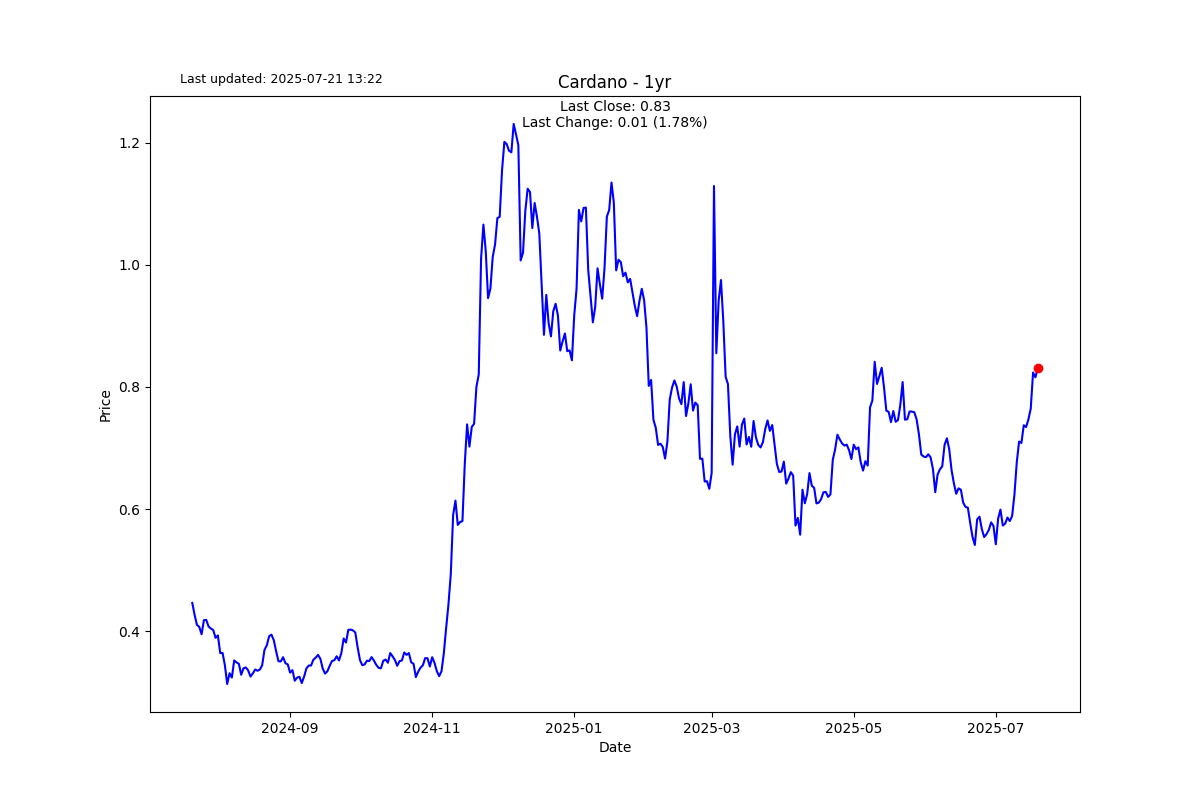 Last updated: 2025-07-21 13:22
Cardano - 1yr
Last Close: 0.83
Last Change: 0.01 (1.78%)
1.2
1.0
0.8
0.6
0.4
Price
2024-09
2024-11
2025-01
2025-03
2025-05
2025-07
Date